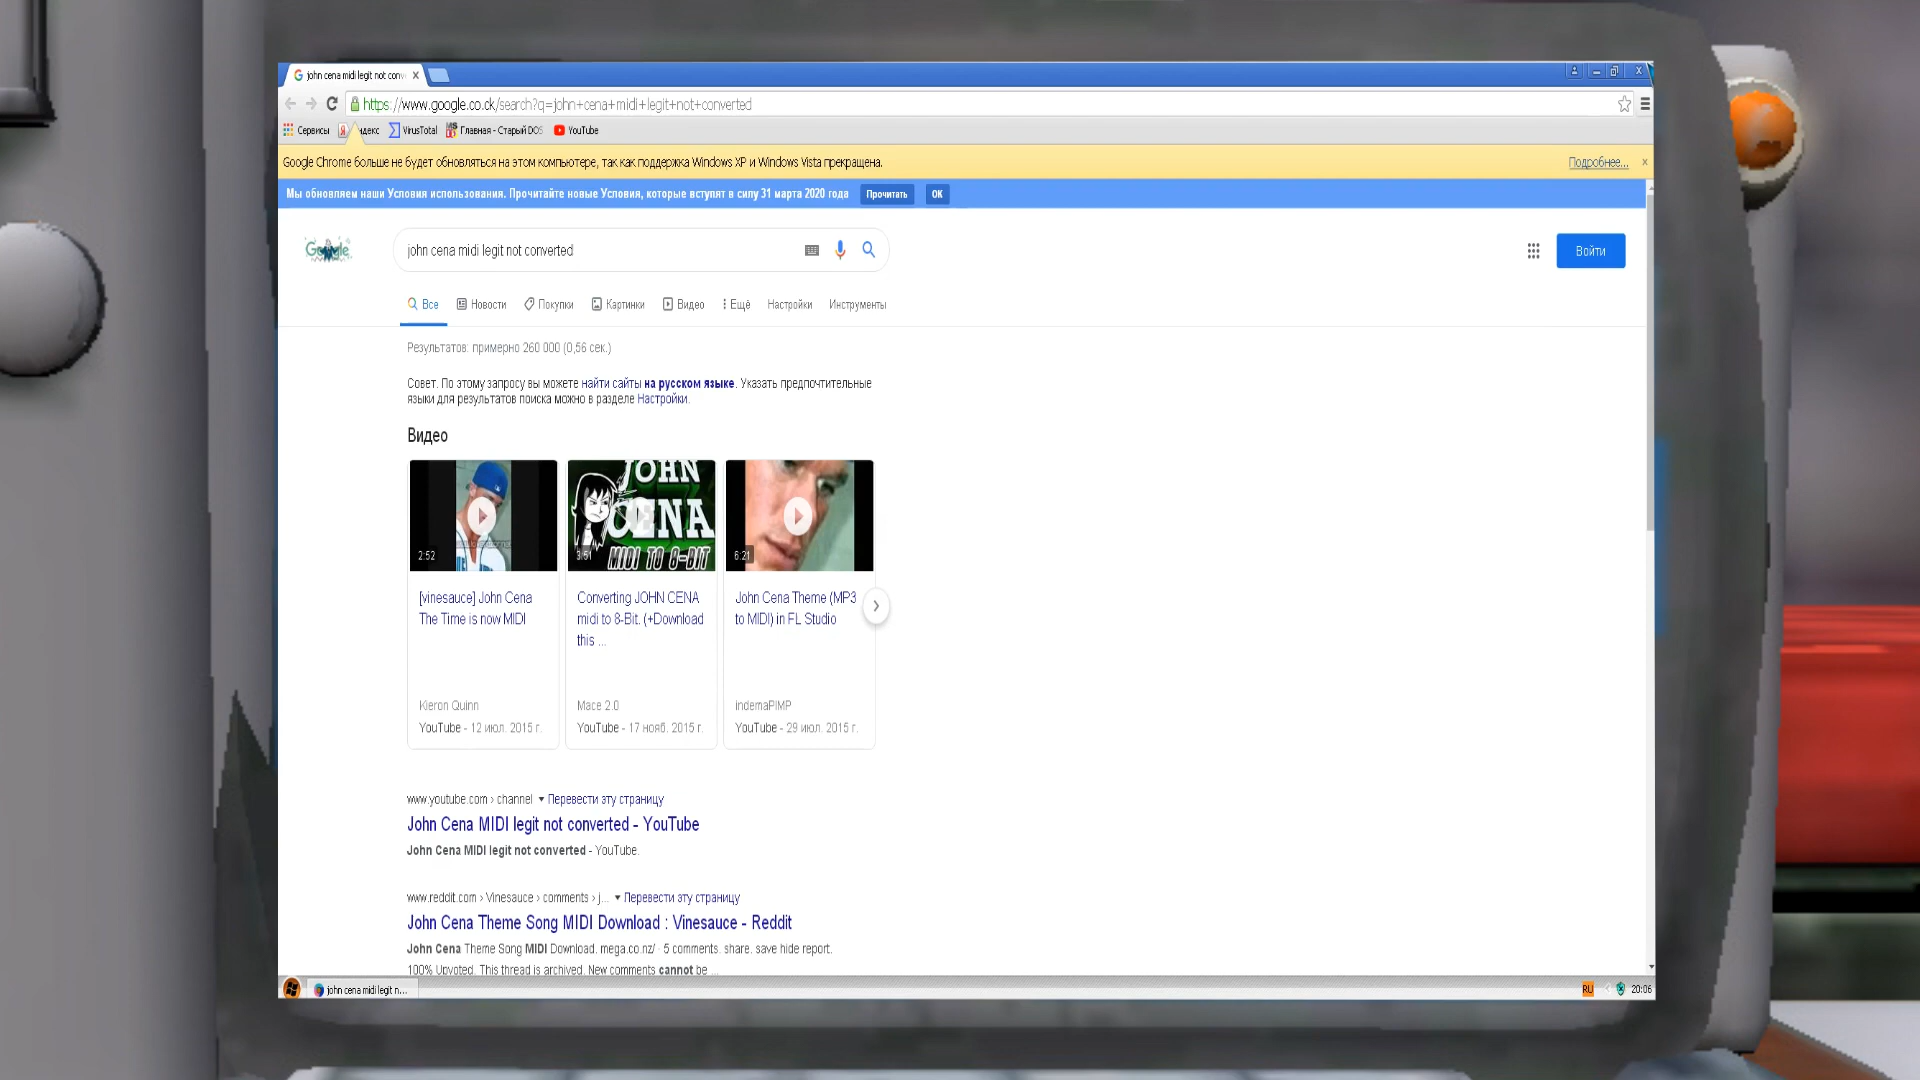 john cena midi legit not conv
https://www.google.co.ck/search?q=john+cena+midi+legit+not+converted
Сервисы
VirusTotal
Главная - Старый DOS
YouTube
Google Chrome больше не будет обновляться на этом компьютере, так как поддержка Windows XP и Windows Vista прекращена.
Подробнее...
Мы обновляем наши Условия использования. Прочитайте новые Условия, которые вступят в силу 31 марта 2020 года
Прочитать
OK
Google
john cena midi legit not converted
Войти
Все Новости Покупки Картинки Видео Ещё Настройки Инструменты
Результатов: примерно 260 000 (0,56 сек.)
Совет. По этому запросу вы можете найти сайты на русском языке. Указать предпочтительные
языки для результатов поиска можно в разделе Настройки.
Видео
2:52
[vinesauce] John Cena
The Time is now MIDI
Kieron Quinn
YouTube - 12 июл. 2015 г.
JOHN
CENA
MIDI TO 8-BIT
3:51
Converting JOHN CENA
midi to 8-Bit. (+Download
this ...
Mace 2.0
YouTube - 17 нояб. 2015 г.
6:21
John Cena Theme (MP3
to MIDI) in FL Studio
indemaPIMP
YouTube - 29 июл. 2015 г.
www.youtube.com › channel ▾ Перевести эту страницу
John Cena MIDI legit not converted - YouTube
John Cena MIDI legit not converted - YouTube.
www.reddit.com › Vinesauce › comments › j... ▾ Перевести эту страницу
John Cena Theme Song MIDI Download : Vinesauce - Reddit
John Cena Theme Song MIDI Download. mega.co.nz/ · 5 comments. share. save hide report.
100% Upvoted. This thread is archived. New comments cannot be ...
john cena midi legit n...
RU
20:06